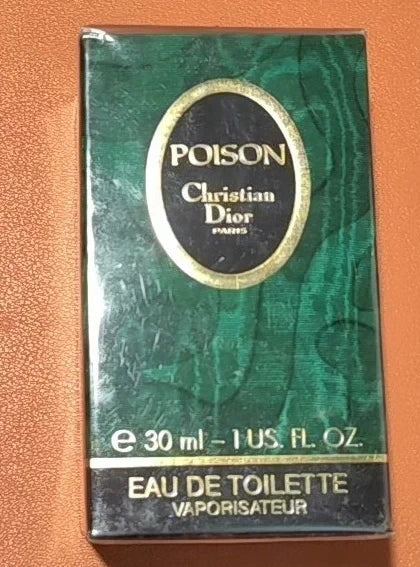 POISON
Christian
Dior
PARIS
e 30 ml – 1 US. FL. OZ.
EAU DE TOILETTE
VAPORISATEUR